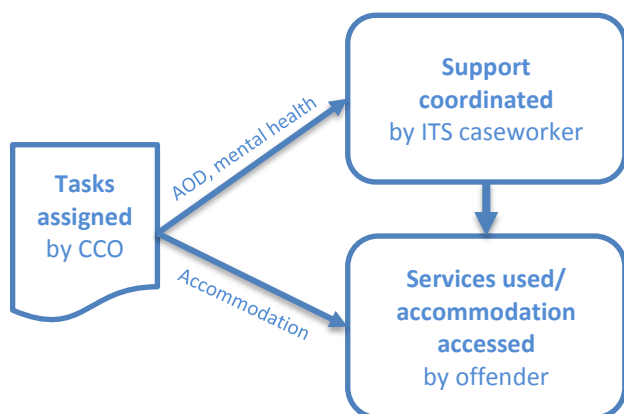 Tasks
assigned
by CCO
AOD, mental health
Accommodation
Support
coordinated
by ITS caseworker
Services used/
accommodation
accessed
by offender